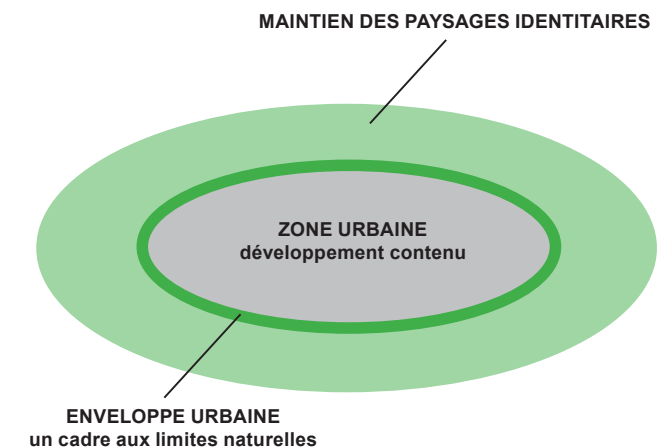 MAINTIEN DES PAYSAGES IDENTITAIRES
ZONE URBAINE
développement contenu
ENVELOPPE URBAINE
un cadre aux limites naturelles